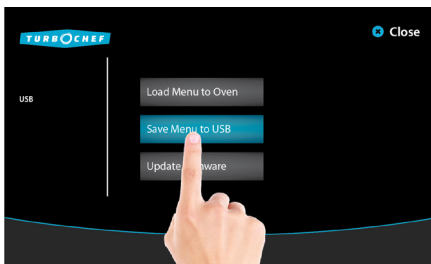 TURBOCHEF
Close
USB
Load Menu to Oven
Save Menu to USB
Update